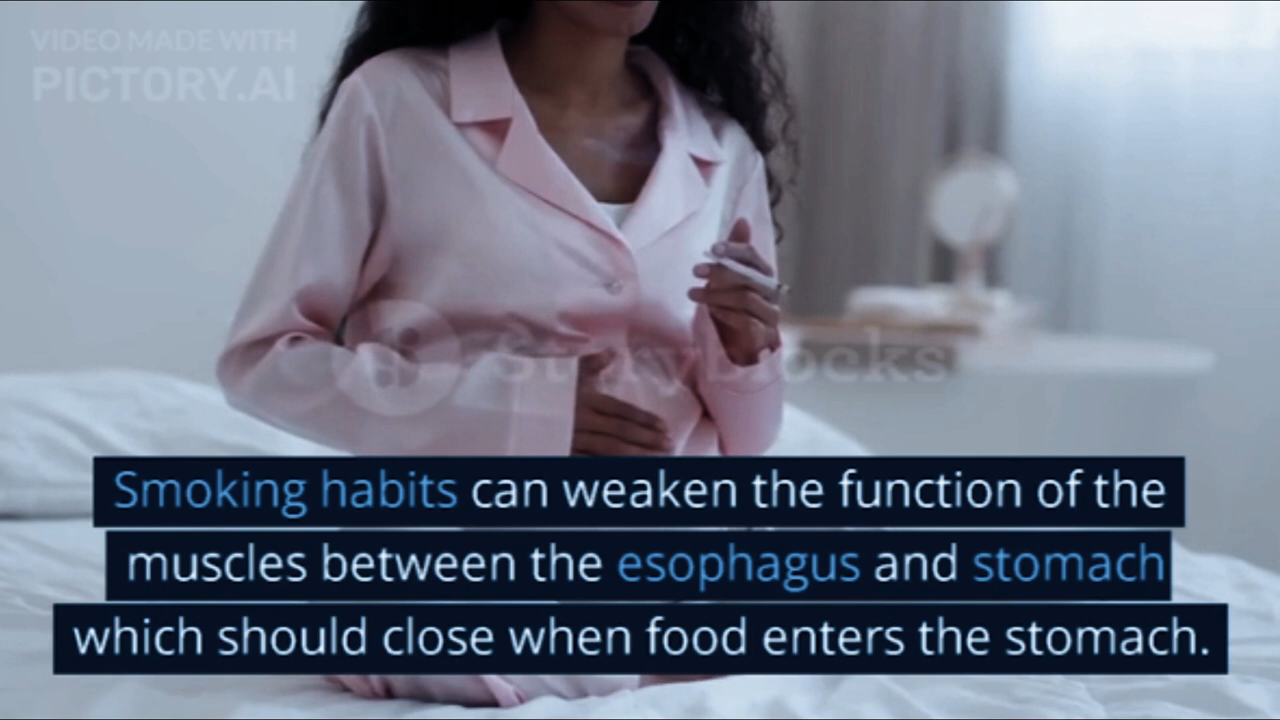 VIDEO MADE WITH
PICTORY.AI
Storyblocks
Smoking habits can weaken the function of the
muscles between the esophagus and stomach
which should close when food enters the stomach.